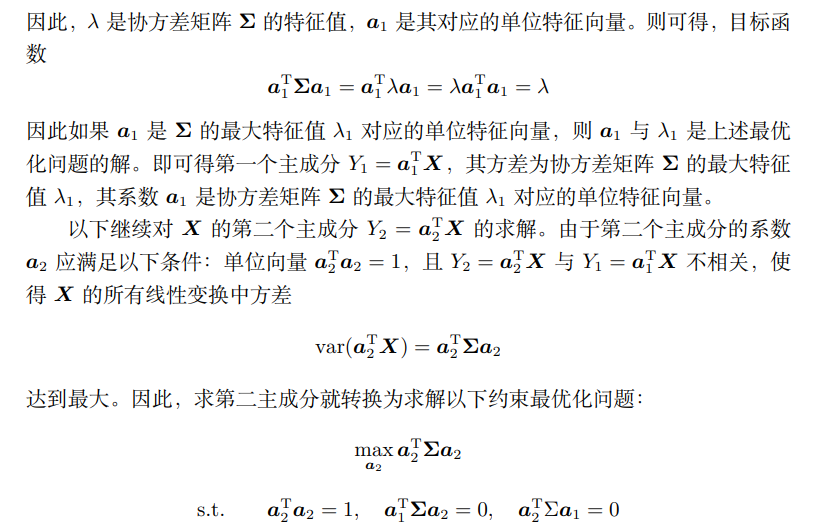 因此，λ 是协方差矩阵 Σ 的特征值，a₁ 是其对应的单位特征向量。则可得，目标函
数
a₁ᵀΣa₁ = a₁ᵀλa₁ = λa₁ᵀa₁ = λ
因此如果 a₁ 是 Σ 的最大特征值 λ₁ 对应的单位特征向量，则 a₁ 与 λ₁ 是上述最优
化问题的解。即可得第一个主成分 Y₁ = a₁ᵀX，其方差为协方差矩阵 Σ 的最大特征
值 λ₁，其系数 a₁ 是协方差矩阵 Σ 的最大特征值 λ₁ 对应的单位特征向量。
以下继续对 X 的第二个主成分 Y₂ = a₂ᵀX 的求解。由于第二个主成分的系数
a₂ 应满足以下条件：单位向量 a₂ᵀa₂ = 1，且 Y₂ = a₂ᵀX 与 Y₁ = a₁ᵀX 不相关，使
得 X 的所有线性变换中方差
var(a₂ᵀX) = a₂ᵀΣa₂
达到最大。因此，求第二主成分就转换为求解以下约束最优化问题：
max a₂ᵀΣa₂
a₂
s.t. a₂ᵀa₂ = 1, a₁ᵀΣa₂ = 0, a₂ᵀΣa₁ = 0